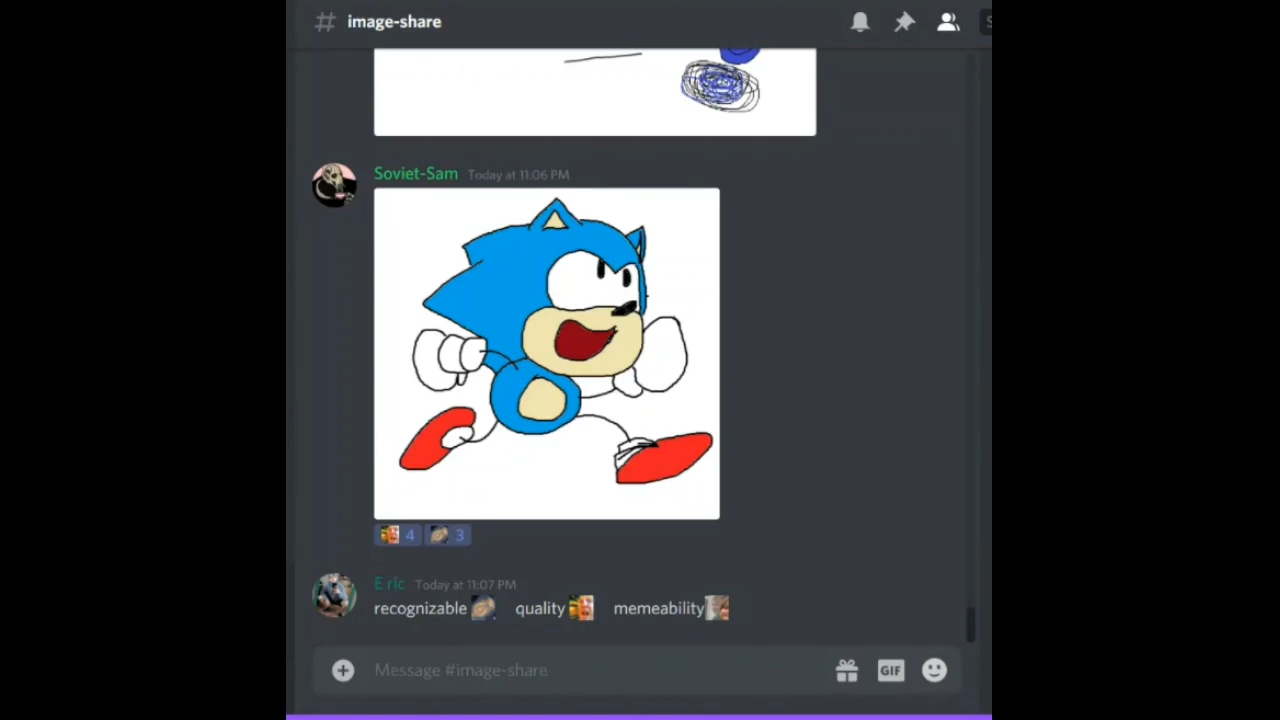 # image-share
Soviet-Sam Today at 11:06 PM
4 3
E ric Today at 11:07 PM
recognizable quality memeability
Message #image-share GIF